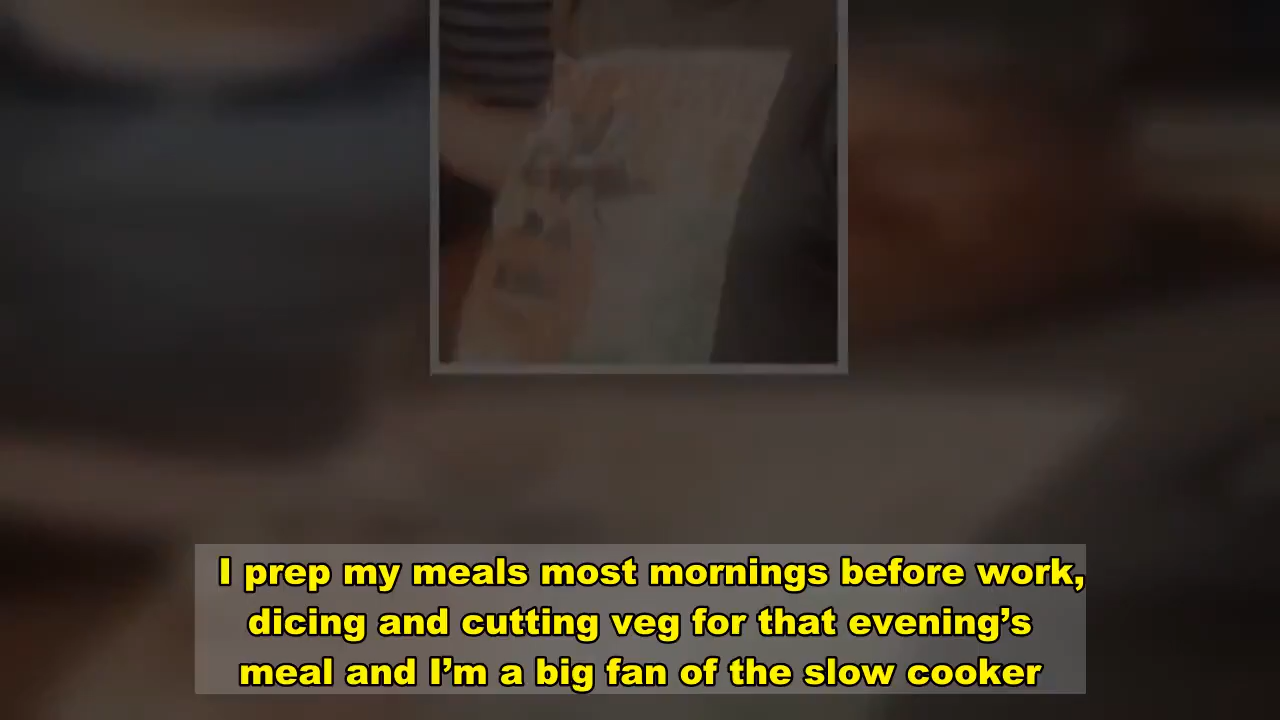 I prep my meals most mornings before work,
dicing and cutting veg for that evening’s
meal and I’m a big fan of the slow cooker